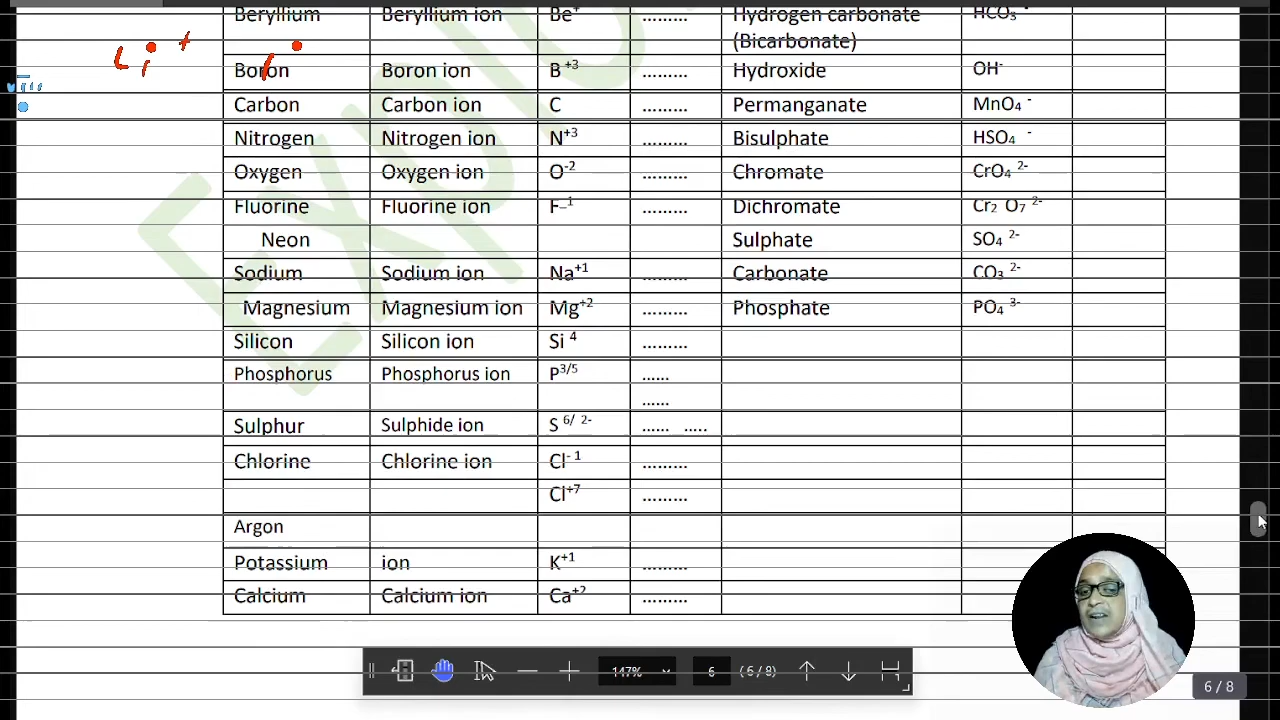 Beryllium Beryllium ion Be+ ......... Hydrogen carbonate HCO₃ -
(Bicarbonate)
Li+
Boron Boron ion B +3 ......... Hydroxide OH-
Carbon Carbon ion C ......... Permanganate MnO₄ -
Nitrogen Nitrogen ion N+3 ......... Bisulphate HSO₄ -
Oxygen Oxygen ion O-2 ......... Chromate CrO₄ 2-
Fluorine Fluorine ion F–1 ......... Dichromate Cr₂ O₇ 2-
Neon Sulphate SO₄ 2-
Sodium Sodium ion Na+1 ......... Carbonate CO₃ 2-
Magnesium Magnesium ion Mg+2 ......... Phosphate PO₄ 3-
Silicon Silicon ion Si 4 .........
Phosphorus Phosphorus ion P3/5 ......
......
Sulphur Sulphide ion S 6/ 2- ...... .....
Chlorine Chlorine ion Cl- 1 .........
Cl+7 .........
Argon
Potassium ion K+1 .........
Calcium Calcium ion Ca+2 .........
147% 6 (6 / 8)
6 / 8